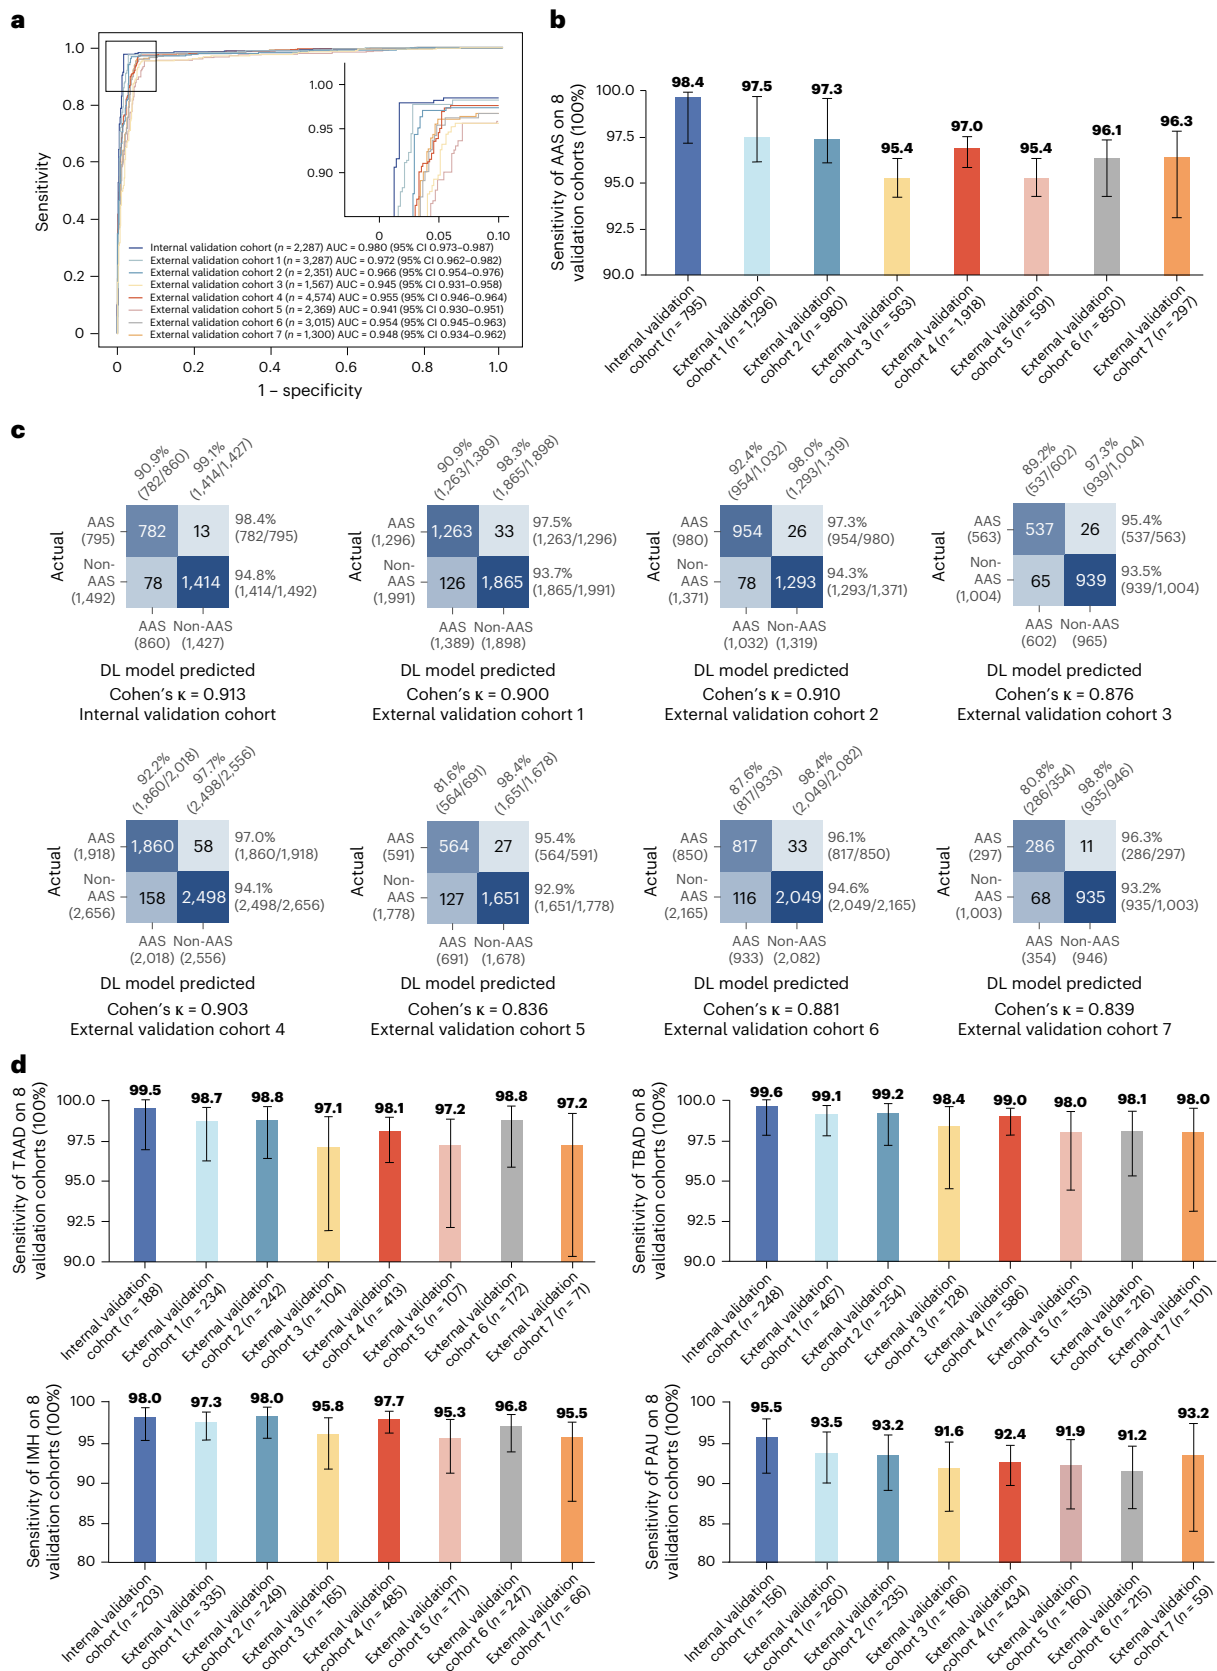 a
Sensitivity
1.0
0.8
0.6
0.4
0.2
0
1.00
0.95
0.90
0
0.05
0.10
Internal validation cohort (n = 2,287) AUC = 0.980 (95% CI 0.973–0.987)
External validation cohort 1 (n = 3,287) AUC = 0.972 (95% CI 0.962–0.982)
External validation cohort 2 (n = 2,351) AUC = 0.966 (95% CI 0.954–0.976)
External validation cohort 3 (n = 1,567) AUC = 0.945 (95% CI 0.931–0.958)
External validation cohort 4 (n = 4,574) AUC = 0.955 (95% CI 0.946–0.964)
External validation cohort 5 (n = 2,369) AUC = 0.941 (95% CI 0.930–0.951)
External validation cohort 6 (n = 3,015) AUC = 0.954 (95% CI 0.945–0.963)
External validation cohort 7 (n = 1,300) AUC = 0.948 (95% CI 0.934–0.962)
0 0.2 0.4 0.6 0.8 1.0
1 – specificity
b
Sensitivity of AAS on 8
validation cohorts (100%)
100.0
97.5
95.0
92.5
90.0
98.4 97.5 97.3 95.4 97.0 95.4 96.1 96.3
Internal validation
cohort (n = 795)
External validation
cohort 1 (n = 1,296)
External validation
cohort 2 (n = 980)
External validation
cohort 3 (n = 563)
External validation
cohort 4 (n = 1,918)
External validation
cohort 5 (n = 591)
External validation
cohort 6 (n = 850)
External validation
cohort 7 (n = 297)
c
90.9%
(782/860)
99.1%
(1,414/1,427)
Actual
AAS
(795)
782 13
98.4%
(782/795)
Non-
AAS
(1,492)
78 1,414
94.8%
(1,414/1,492)
AAS Non-AAS
(860) (1,427)
DL model predicted
Cohen's κ = 0.913
Internal validation cohort
90.9%
(1,263/1,389)
98.3%
(1,865/1,898)
Actual
AAS
(1,296)
1,263 33
97.5%
(1,263/1,296)
Non-
AAS
(1,991)
126 1,865
93.7%
(1,865/1,991)
AAS Non-AAS
(1,389) (1,898)
DL model predicted
Cohen's κ = 0.900
External validation cohort 1
92.4%
(954/1,032)
98.0%
(1,293/1,319)
Actual
AAS
(980)
954 26
97.3%
(954/980)
Non-
AAS
(1,371)
78 1,293
94.3%
(1,293/1,371)
AAS Non-AAS
(1,032) (1,319)
DL model predicted
Cohen's κ = 0.910
External validation cohort 2
89.2%
(537/602)
97.3%
(939/1,004)
Actual
AAS
(563)
537 26
95.4%
(537/563)
Non-
AAS
(1,004)
65 939
93.5%
(939/1,004)
AAS Non-AAS
(602) (965)
DL model predicted
Cohen's κ = 0.876
External validation cohort 3
92.2%
(1,860/2,018)
97.7%
(2,498/2,556)
Actual
AAS
(1,918)
1,860 58
97.0%
(1,860/1,918)
Non-
AAS
(2,656)
158 2,498
94.1%
(2,498/2,656)
AAS Non-AAS
(2,018) (2,556)
DL model predicted
Cohen's κ = 0.903
External validation cohort 4
81.6%
(564/691)
98.4%
(1,651/1,678)
Actual
AAS
(591)
564 27
95.4%
(564/591)
Non-
AAS
(1,778)
127 1,651
92.9%
(1,651/1,778)
AAS Non-AAS
(691) (1,678)
DL model predicted
Cohen's κ = 0.836
External validation cohort 5
87.6%
(817/933)
98.4%
(2,049/2,082)
Actual
AAS
(850)
817 33
96.1%
(817/850)
Non-
AAS
(2,165)
116 2,049
94.6%
(2,049/2,165)
AAS Non-AAS
(933) (2,082)
DL model predicted
Cohen's κ = 0.881
External validation cohort 6
80.8%
(286/354)
98.8%
(935/946)
Actual
AAS
(297)
286 11
96.3%
(286/297)
Non-
AAS
(1,003)
68 935
93.2%
(935/1,003)
AAS Non-AAS
(354) (946)
DL model predicted
Cohen's κ = 0.839
External validation cohort 7
d
Sensitivity of TAAD on 8
validation cohorts (100%)
100.0
97.5
95.0
92.5
90.0
99.5 98.7 98.8 97.1 98.1 97.2 98.8 97.2
Internal validation
cohort (n = 188)
External validation
cohort 1 (n = 234)
External validation
cohort 2 (n = 242)
External validation
cohort 3 (n = 104)
External validation
cohort 4 (n = 413)
External validation
cohort 5 (n = 107)
External validation
cohort 6 (n = 172)
External validation
cohort 7 (n = 71)
Sensitivity of TBAD on 8
validation cohorts (100%)
100.0
97.5
95.0
92.5
90.0
99.6 99.1 99.2 98.4 99.0 98.0 98.1 98.0
Internal validation
cohort (n = 248)
External validation
cohort 1 (n = 467)
External validation
cohort 2 (n = 254)
External validation
cohort 3 (n = 128)
External validation
cohort 4 (n = 586)
External validation
cohort 5 (n = 153)
External validation
cohort 6 (n = 216)
External validation
cohort 7 (n = 101)
Sensitivity of IMH on 8
validation cohorts (100%)
100
95
90
85
80
98.0 97.3 98.0 95.8 97.7 95.3 96.8 95.5
Internal validation
cohort (n = 203)
External validation
cohort 1 (n = 335)
External validation
cohort 2 (n = 249)
External validation
cohort 3 (n = 165)
External validation
cohort 4 (n = 485)
External validation
cohort 5 (n = 171)
External validation
cohort 6 (n = 247)
External validation
cohort 7 (n = 66)
Sensitivity of PAU on 8
validation cohorts (100%)
100
95
90
85
80
95.5 93.5 93.2 91.6 92.4 91.9 91.2 93.2
Internal validation
cohort (n = 156)
External validation
cohort 1 (n = 260)
External validation
cohort 2 (n = 235)
External validation
cohort 3 (n = 166)
External validation
cohort 4 (n = 434)
External validation
cohort 5 (n = 160)
External validation
cohort 6 (n = 215)
External validation
cohort 7 (n = 59)